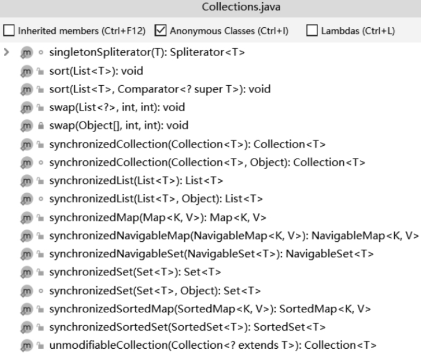 Collections.java
Inherited members (Ctrl+F12) Anonymous Classes (Ctrl+I) Lambdas (Ctrl+L)
singletonSpliterator(T): Spliterator<T>
sort(List<T>): void
sort(List<T>, Comparator<? super T>): void
swap(List<?>, int, int): void
swap(Object[], int, int): void
synchronizedCollection(Collection<T>): Collection<T>
synchronizedCollection(Collection<T>, Object): Collection<T>
synchronizedList(List<T>): List<T>
synchronizedList(List<T>, Object): List<T>
synchronizedMap(Map<K, V>): Map<K, V>
synchronizedNavigableMap(NavigableMap<K, V>): NavigableMap<K, V>
synchronizedNavigableSet(NavigableSet<T>): NavigableSet<T>
synchronizedSet(Set<T>): Set<T>
synchronizedSet(Set<T>, Object): Set<T>
synchronizedSortedMap(SortedMap<K, V>): SortedMap<K, V>
synchronizedSortedSet(SortedSet<T>): SortedSet<T>
unmodifiableCollection(Collection<? extends T>): Collection<T>